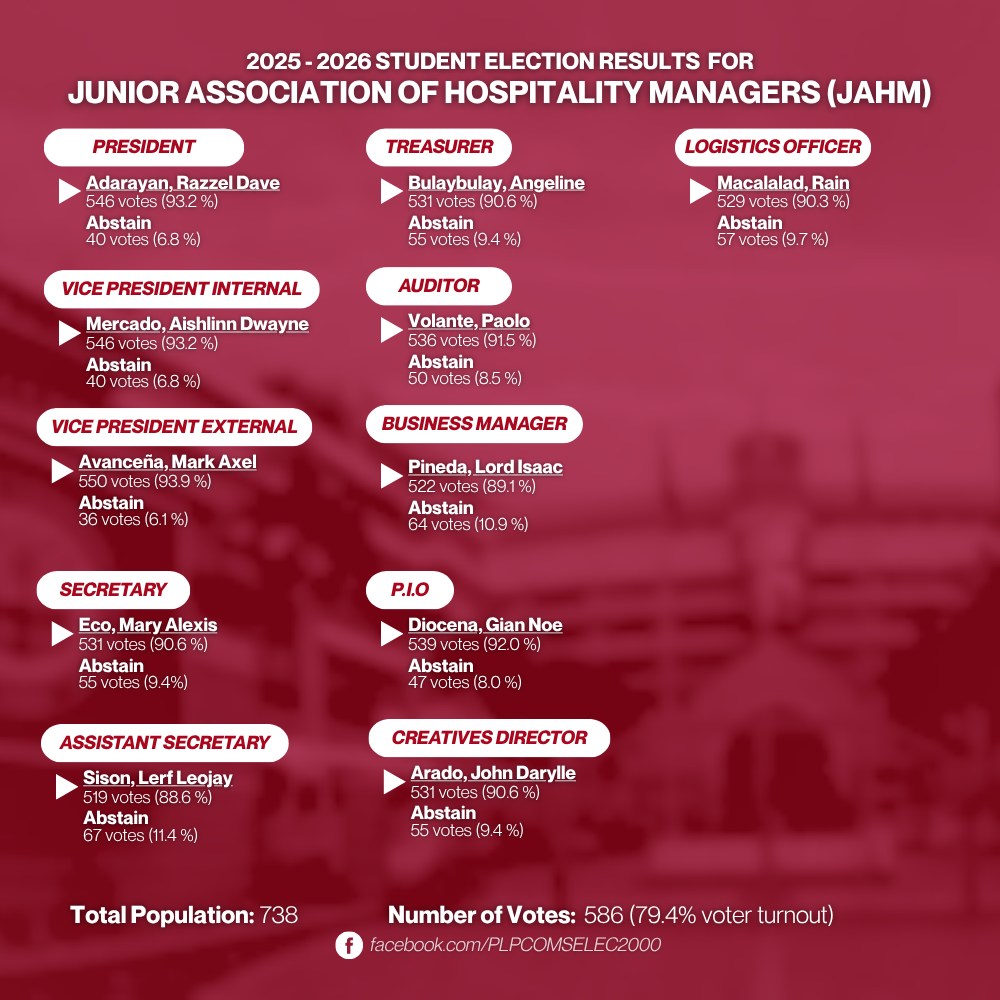 2025 - 2026 STUDENT ELECTION RESULTS FOR
JUNIOR ASSOCIATION OF HOSPITALITY MANAGERS (JAHM)
PRESIDENT
Adarayan, Razzel Dave
546 votes (93.2 %)
Abstain
40 votes (6.8 %)
VICE PRESIDENT INTERNAL
Mercado, Aishlinn Dwayne
546 votes (93.2 %)
Abstain
40 votes (6.8 %)
VICE PRESIDENT EXTERNAL
Avanceña, Mark Axel
550 votes (93.9 %)
Abstain
36 votes (6.1 %)
SECRETARY
Eco, Mary Alexis
531 votes (90.6 %)
Abstain
55 votes (9.4%)
ASSISTANT SECRETARY
Sison, Lerf Leojay
519 votes (88.6 %)
Abstain
67 votes (11.4 %)
TREASURER
Bulaybulay, Angeline
531 votes (90.6 %)
Abstain
55 votes (9.4 %)
AUDITOR
Volante, Paolo
536 votes (91.5 %)
Abstain
50 votes (8.5 %)
BUSINESS MANAGER
Pineda, Lord Isaac
522 votes (89.1 %)
Abstain
64 votes (10.9 %)
P.I.O
Diocena, Gian Noe
539 votes (92.0 %)
Abstain
47 votes (8.0 %)
CREATIVES DIRECTOR
Arado, John Darylle
531 votes (90.6 %)
Abstain
55 votes (9.4 %)
LOGISTICS OFFICER
Macalalad, Rain
529 votes (90.3 %)
Abstain
57 votes (9.7 %)
Total Population: 738
Number of Votes: 586 (79.4% voter turnout)
facebook.com/PLPCOMSELEC2000